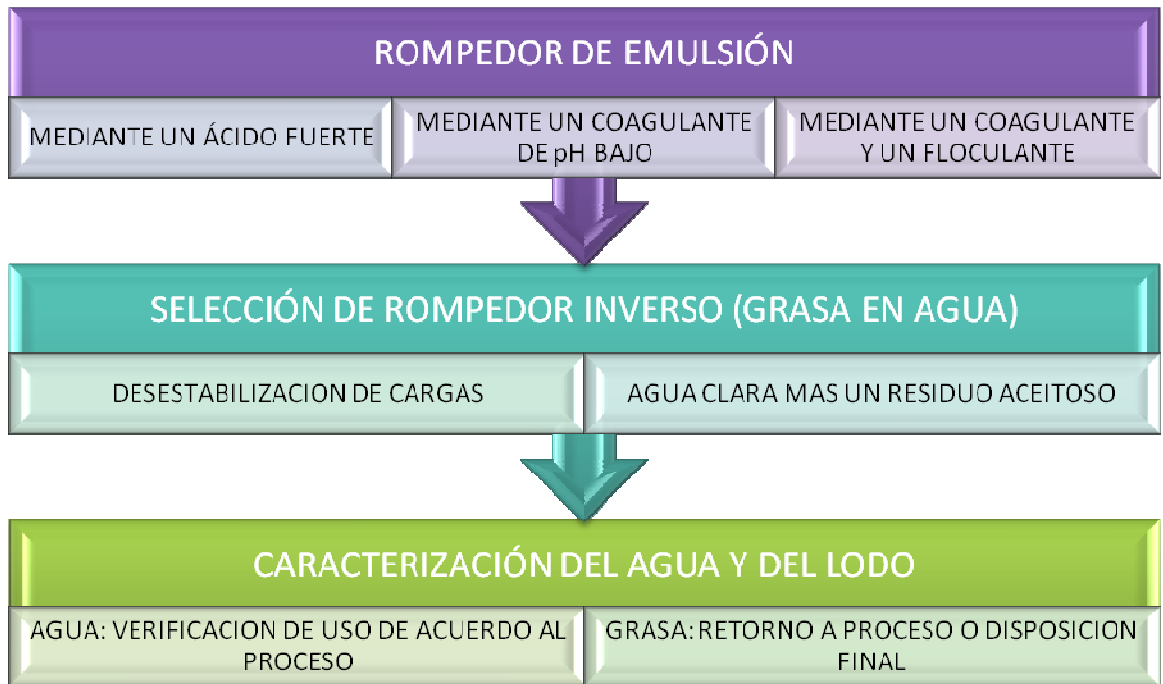 ROMPEDOR DE EMULSIÓN
MEDIANTE UN ÁCIDO FUERTE
MEDIANTE UN COAGULANTE
DE pH BAJO
MEDIANTE UN COAGULANTE
Y UN FLOCULANTE
SELECCIÓN DE ROMPEDOR INVERSO (GRASA EN AGUA)
DESESTABILIZACION DE CARGAS
AGUA CLARA MAS UN RESIDUO ACEITOSO
CARACTERIZACIÓN DEL AGUA Y DEL LODO
AGUA: VERIFICACION DE USO DE ACUERDO AL
PROCESO
GRASA: RETORNO A PROCESO O DISPOSICION
FINAL